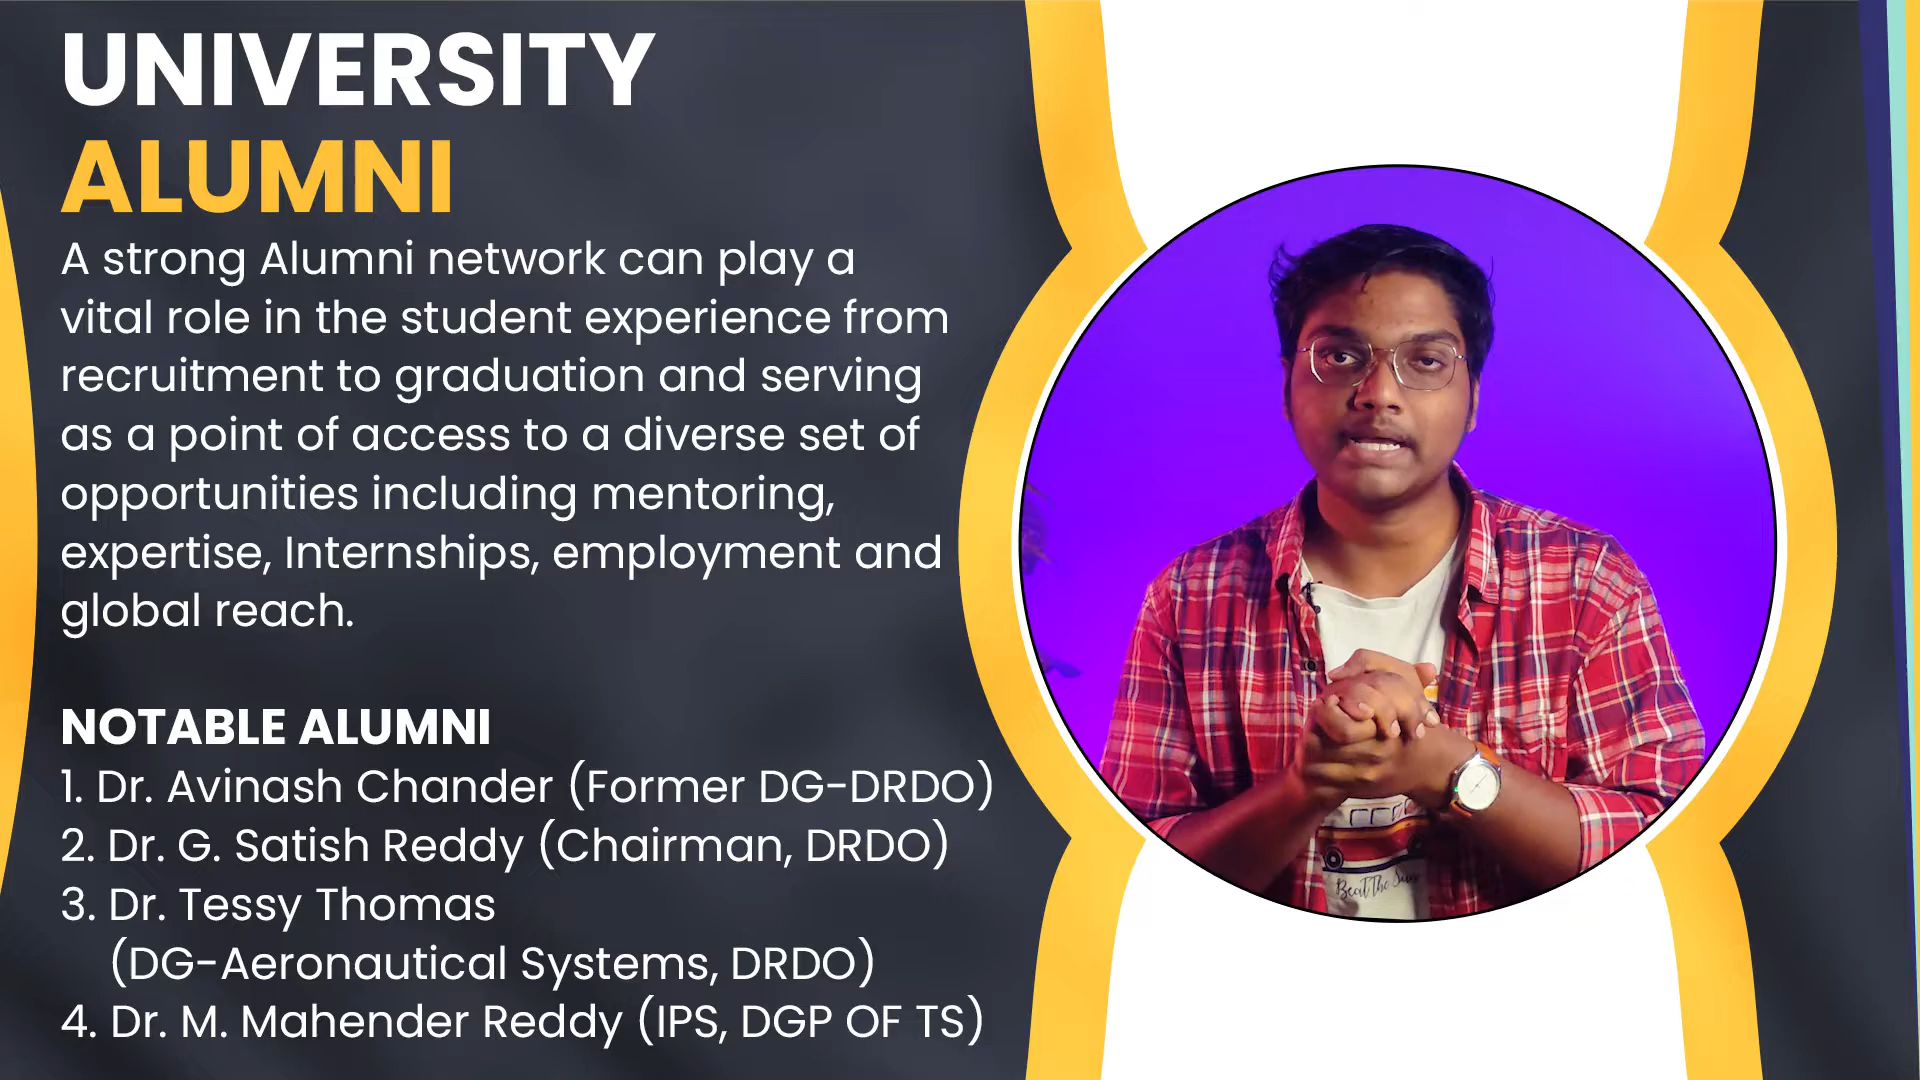 UNIVERSITY
ALUMNI
A strong Alumni network can play a
vital role in the student experience from
recruitment to graduation and serving
as a point of access to a diverse set of
opportunities including mentoring,
expertise, Internships, employment and
global reach.
NOTABLE ALUMNI
1. Dr. Avinash Chander (Former DG-DRDO)
2. Dr. G. Satish Reddy (Chairman, DRDO)
3. Dr. Tessy Thomas
(DG-Aeronautical Systems, DRDO)
4. Dr. M. Mahender Reddy (IPS, DGP OF TS)
Beat The